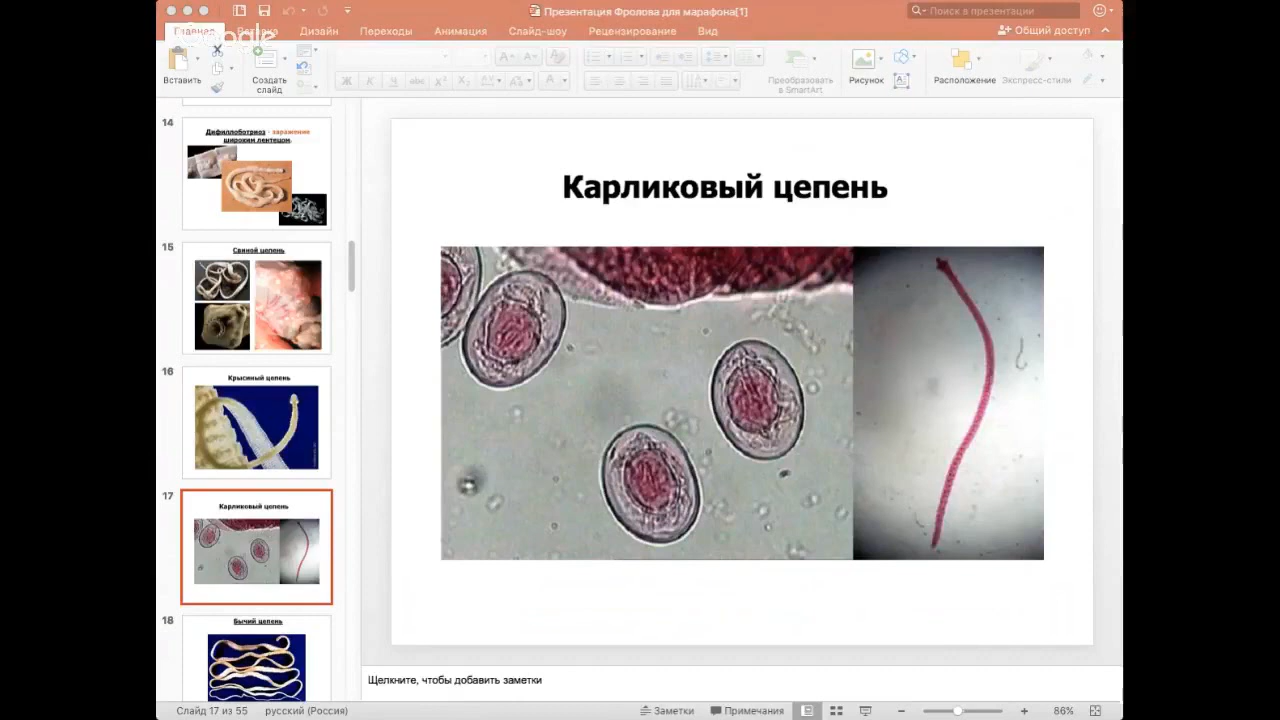 Презентация Фролова для марафона[1]
Поиск в презентации
Google
Главная
Вставка
Дизайн
Переходы
Анимация
Слайд-шоу
Рецензирование
Вид
Общий доступ
Вставить
Создать
слайд
Преобразовать
в SmartArt
Рисунок
Расположение
Экспресс-стили
14
Дифиллоботриоз - заражение
широким лентецом.
15
Свиной цепень
16
Крысиный цепень
17
Карликовый цепень
18
Бычий цепень
Карликовый цепень
Щелкните, чтобы добавить заметки
Слайд 17 из 55
русский (Россия)
Заметки
Примечания
86%